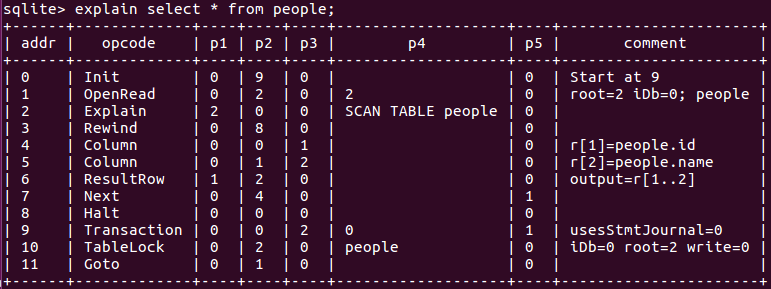 sqlite> explain select * from people;
+------+-------------+----+----+----+-------------------+----+-----------------------+
| addr |   opcode    | p1 | p2 | p3 |        p4         | p5 |        comment        |
+------+-------------+----+----+----+-------------------+----+-----------------------+
| 0    | Init        | 0  | 9  | 0  |                   | 0  | Start at 9            |
| 1    | OpenRead    | 0  | 2  | 0  | 2                 | 0  | root=2 iDb=0; people  |
| 2    | Explain     | 2  | 0  | 0  | SCAN TABLE people | 0  |                       |
| 3    | Rewind      | 0  | 8  | 0  |                   | 0  |                       |
| 4    | Column      | 0  | 0  | 1  |                   | 0  | r[1]=people.id        |
| 5    | Column      | 0  | 1  | 2  |                   | 0  | r[2]=people.name      |
| 6    | ResultRow   | 1  | 2  | 0  |                   | 0  | output=r[1..2]        |
| 7    | Next        | 0  | 4  | 0  |                   | 1  |                       |
| 8    | Halt        | 0  | 0  | 0  |                   | 0  |                       |
| 9    | Transaction | 0  | 0  | 2  | 0                 | 1  | usesStmtJournal=0     |
| 10   | TableLock   | 0  | 2  | 0  | people            | 0  | iDb=0 root=2 write=0  |
| 11   | Goto        | 0  | 1  | 0  |                   | 0  |                       |
+------+-------------+----+----+----+-------------------+----+-----------------------+